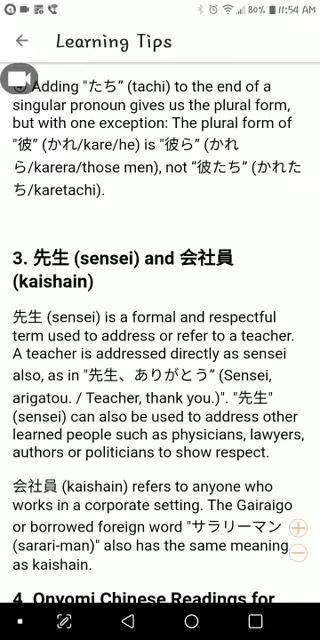 80% 11:54 AM
Learning Tips
Adding "たち” (tachi) to the end of a
singular pronoun gives us the plural form,
but with one exception: The plural form of
"彼” (かれ/kare/he) is "彼ら” (かれ
ら/karera/those men), not “彼たち” (かれた
ち/karetachi).
3. 先生 (sensei) and 会社員
(kaishain)
先生 (sensei) is a formal and respectful
term used to address or refer to a teacher.
A teacher is addressed directly as sensei
also, as in "先生、ありがとう” (Sensei,
arigatou. / Teacher, thank you.)". "先生"
(sensei) can also be used to address other
learned people such as physicians, lawyers,
authors or politicians to show respect.
会社員 (kaishain) refers to anyone who
works in a corporate setting. The Gairaigo
or borrowed foreign word "サラリーマン
(sarari-man)" also has the same meaning
as kaishain.
4. Onyomi Chinese Readings for